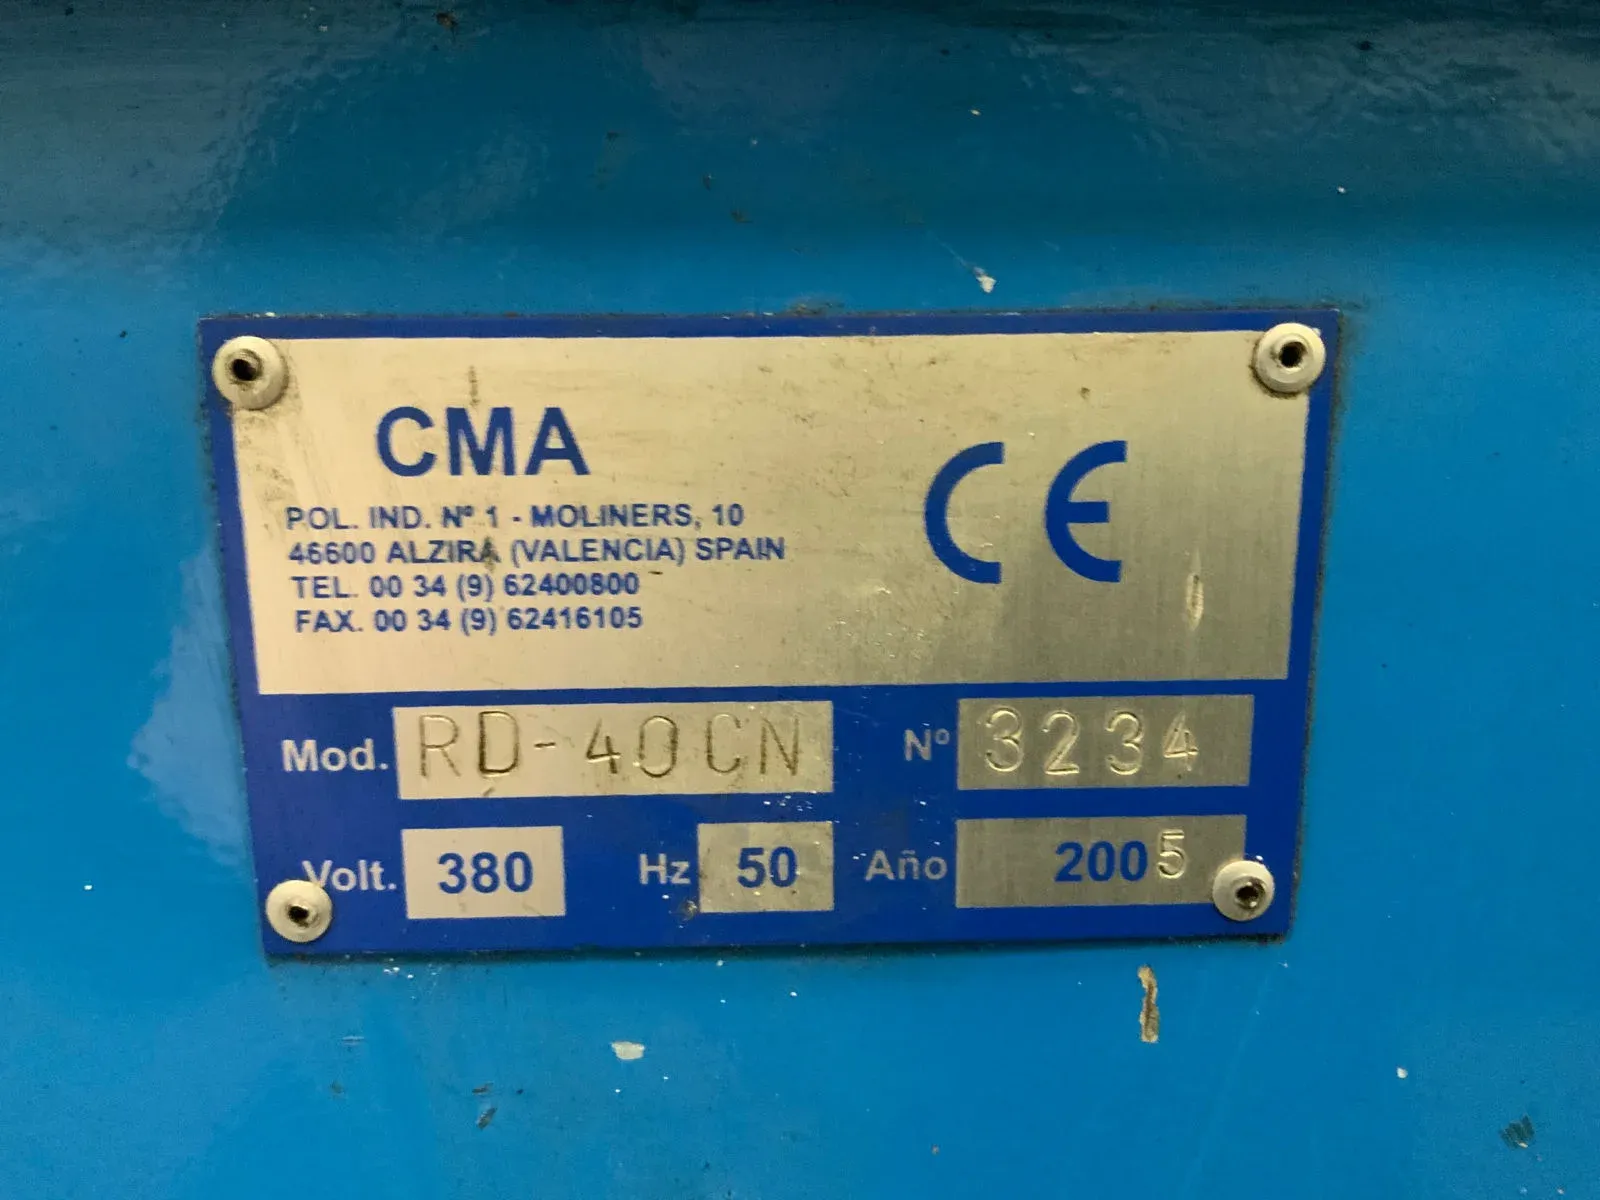 CMA
CE
POL. IND. Nº 1 - MOLINERS, 10
46600 ALZIRA (VALENCIA) SPAIN
TEL. 00 34 (9) 62400800
FAX. 00 34 (9) 62416105
Mod. RD-40CN Nº 3234
Volt. 380 Hz 50 Año 2005